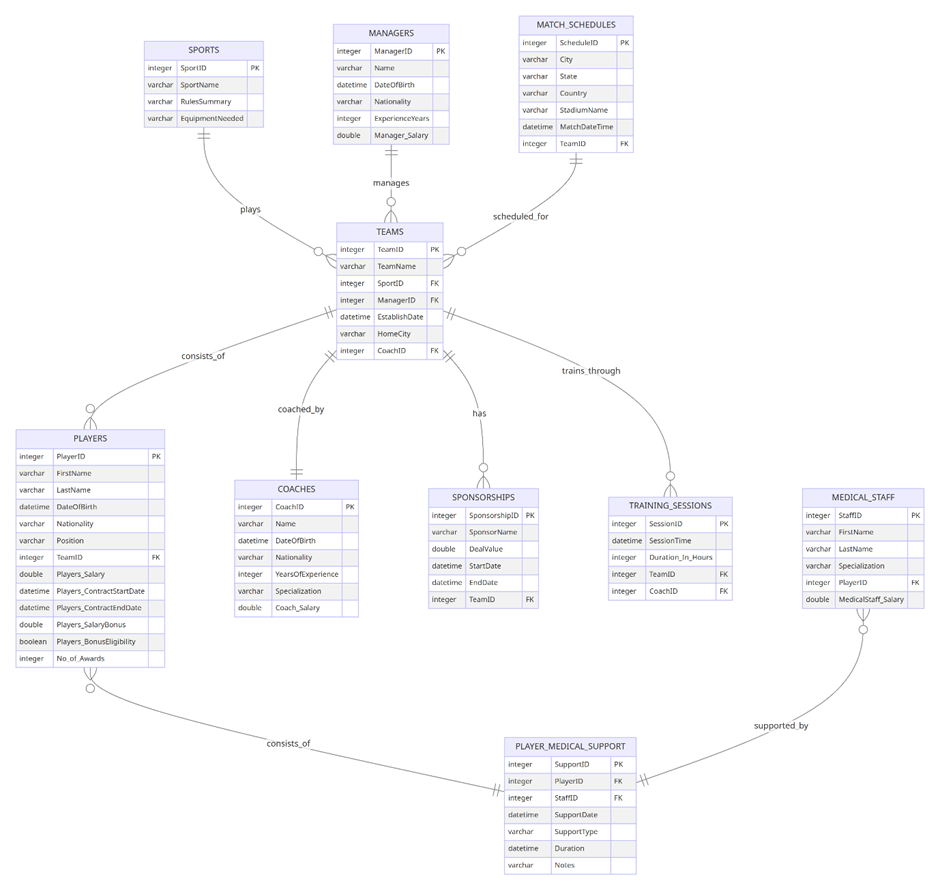 SPORTS
integer SportID PK
varchar SportName
varchar RulesSummary
varchar EquipmentNeeded
MANAGERS
integer ManagerID PK
varchar Name
datetime DateOfBirth
varchar Nationality
integer ExperienceYears
double Manager_Salary
MATCH_SCHEDULES
integer ScheduleID PK
varchar City
varchar State
varchar Country
varchar StadiumName
datetime MatchDateTime
integer TeamID FK
plays
manages
scheduled_for
TEAMS
integer TeamID PK
varchar TeamName
integer SportID FK
integer ManagerID FK
datetime EstablishDate
varchar HomeCity
integer CoachID FK
consists_of
coached_by
has
trains_through
PLAYERS
integer PlayerID PK
varchar FirstName
varchar LastName
datetime DateOfBirth
varchar Nationality
varchar Position
integer TeamID FK
double Players_Salary
datetime Players_ContractStartDate
datetime Players_ContractEndDate
double Players_SalaryBonus
boolean Players_BonusEligibility
integer No_of_Awards
COACHES
integer CoachID PK
varchar Name
datetime DateOfBirth
varchar Nationality
integer YearsOfExperience
varchar Specialization
double Coach_Salary
SPONSORSHIPS
integer SponsorshipID PK
varchar SponsorName
double DealValue
datetime StartDate
datetime EndDate
integer TeamID FK
TRAINING_SESSIONS
integer SessionID PK
datetime SessionTime
integer Duration_In_Hours
integer TeamID FK
integer CoachID FK
MEDICAL_STAFF
integer StaffID PK
varchar FirstName
varchar LastName
varchar Specialization
integer PlayerID FK
double MedicalStaff_Salary
consists_of
supported_by
PLAYER_MEDICAL_SUPPORT
integer SupportID PK
integer PlayerID FK
integer StaffID FK
datetime SupportDate
varchar SupportType
datetime Duration
varchar Notes